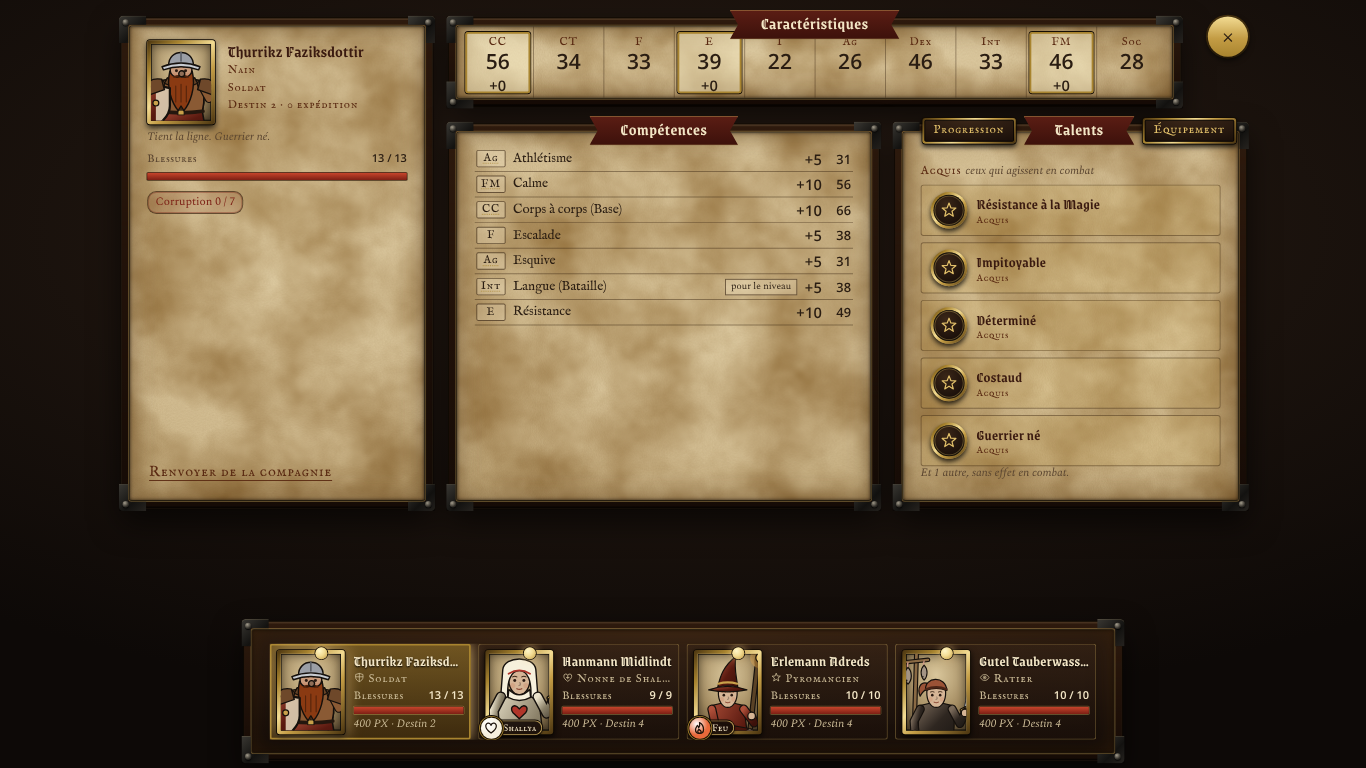 Caractéristiques
CC CT F E I Ag Dex Int FM Soc
56 34 33 39 22 26 46 33 46 28
+0 +0 +0
×
Thurrikz Faziksdottir
Nain
Soldat
Destin 2 · 0 expédition
Tient la ligne. Guerrier né.
Blessures 13 / 13
Corruption 0 / 7
Renvoyer de la compagnie
Compétences
Ag Athlétisme +5 31
FM Calme +10 56
CC Corps à corps (Base) +10 66
F Escalade +5 38
Ag Esquive +5 31
Int Langue (Bataille) pour le niveau +5 38
E Résistance +10 49
Progression Talents Équipement
Acquis ceux qui agissent en combat
Résistance à la Magie
Acquis
Impitoyable
Acquis
Déterminé
Acquis
Costaud
Acquis
Guerrier né
Acquis
Et 1 autre, sans effet en combat.
Thurrikz Faziksd...
Soldat
Blessures 13 / 13
400 PX · Destin 2
Hanmann Midlindt
Nonne de Shal...
Blessures 9 / 9
400 PX · Destin 4
Shallya
Erlemann Adreds
Pyromancien
Blessures 10 / 10
400 PX · Destin 4
Feu
Gutel Tauberwass...
Ratier
Blessures 10 / 10
400 PX · Destin 4